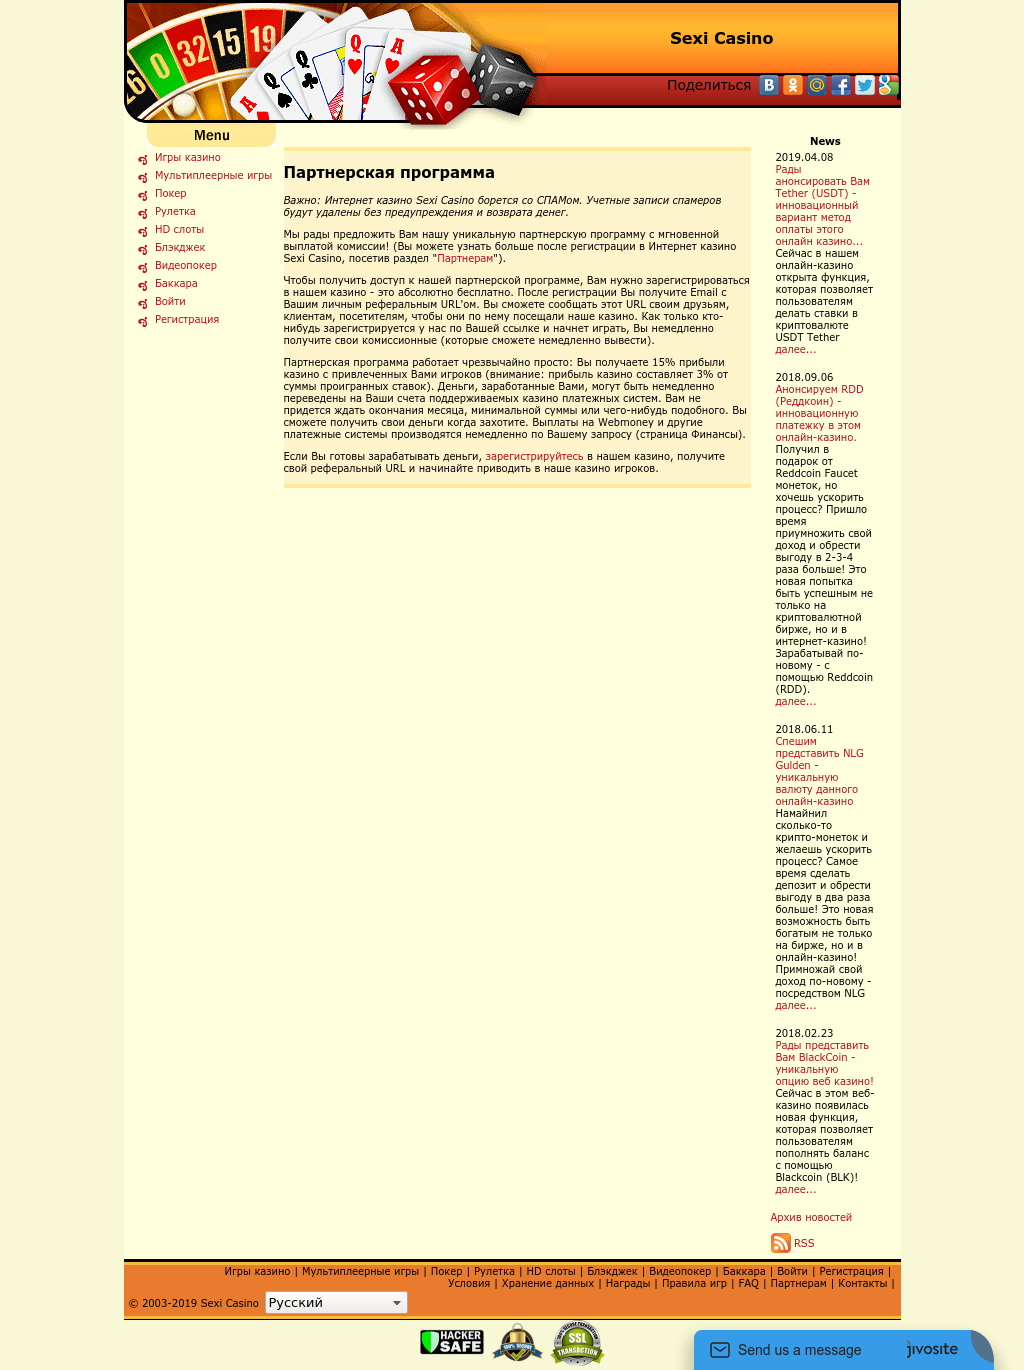 Sexi Casino
Поделиться
Menu
Игры казино
Мультиплеерные игры
Покер
Рулетка
HD слоты
Блэкджек
Видеопокер
Баккара
Войти
Регистрация
Партнерская программа
Важно: Интернет казино Sexi Casino борется со СПАМом. Учетные записи спамеров
будут удалены без предупреждения и возврата денег.
Мы рады предложить Вам нашу уникальную партнерскую программу с мгновенной
выплатой комиссии! (Вы можете узнать больше после регистрации в Интернет казино
Sexi Casino, посетив раздел "Партнерам").
Чтобы получить доступ к нашей партнерской программе, Вам нужно зарегистрироваться
в нашем казино - это абсолютно бесплатно. После регистрации Вы получите Email с
Вашим личным реферальным URL'ом. Вы сможете сообщать этот URL своим друзьям,
клиентам, посетителям, чтобы они по нему посещали наше казино. Как только кто-
нибудь зарегистрируется у нас по Вашей ссылке и начнет играть, Вы немедленно
получите свои комиссионные (которые сможете немедленно вывести).
Партнерская программа работает чрезвычайно просто: Вы получаете 15% прибыли
казино с привлеченных Вами игроков (внимание: прибыль казино составляет 3% от
суммы проигранных ставок). Деньги, заработанные Вами, могут быть немедленно
переведены на Ваши счета поддерживаемых казино платежных систем. Вам не
придется ждать окончания месяца, минимальной суммы или чего-нибудь подобного. Вы
сможете получить свои деньги когда захотите. Выплаты на Webmoney и другие
платежные системы производятся немедленно по Вашему запросу (страница Финансы).
Если Вы готовы зарабатывать деньги, зарегистрируйтесь в нашем казино, получите
свой реферальный URL и начинайте приводить в наше казино игроков.
News
2019.04.08
Рады
анонсировать Вам
Tether (USDT) -
инновационный
вариант метод
оплаты этого
онлайн казино...
Сейчас в нашем
онлайн-казино
открыта функция,
которая позволяет
пользователям
делать ставки в
криптовалюте
USDT Tether
далее...
2018.09.06
Анонсируем RDD
(Реддкоин) -
инновационную
платежку в этом
онлайн-казино.
Получил в
подарок от
Reddcoin Faucet
монеток, но
хочешь ускорить
процесс? Пришло
время
приумножить свой
доход и обрести
выгоду в 2-3-4
раза больше! Это
новая попытка
быть успешным не
только на
криптовалютной
бирже, но и в
интернет-казино!
Зарабатывай по-
новому - с
помощью Reddcoin
(RDD).
далее...
2018.06.11
Спешим
представить NLG
Gulden -
уникальную
валюту данного
онлайн-казино
Намайнил
сколько-то
крипто-монеток и
желаешь ускорить
процесс? Самое
время сделать
депозит и обрести
выгоду в два раза
больше! Это новая
возможность быть
богатым не только
на бирже, но и в
онлайн-казино!
Примножай свой
доход по-новому -
посредством NLG
далее...
2018.02.23
Рады представить
Вам BlackCoin -
уникальную
опцию веб казино!
Сейчас в этом веб-
казино появилась
новая функция,
которая позволяет
пользователям
пополнять баланс
с помощью
Blackcoin (BLK)!
далее...
Архив новостей
RSS
Игры казино | Мультиплеерные игры | Покер | Рулетка | HD слоты | Блэкджек | Видеопокер | Баккара | Войти | Регистрация |
Условия | Хранение данных | Награды | Правила игр | FAQ | Партнерам | Контакты |
© 2003-2019 Sexi Casino Русский
HACKER
SAFE
100% SECURE
SSL
TRANSACTION
Send us a message jivosite